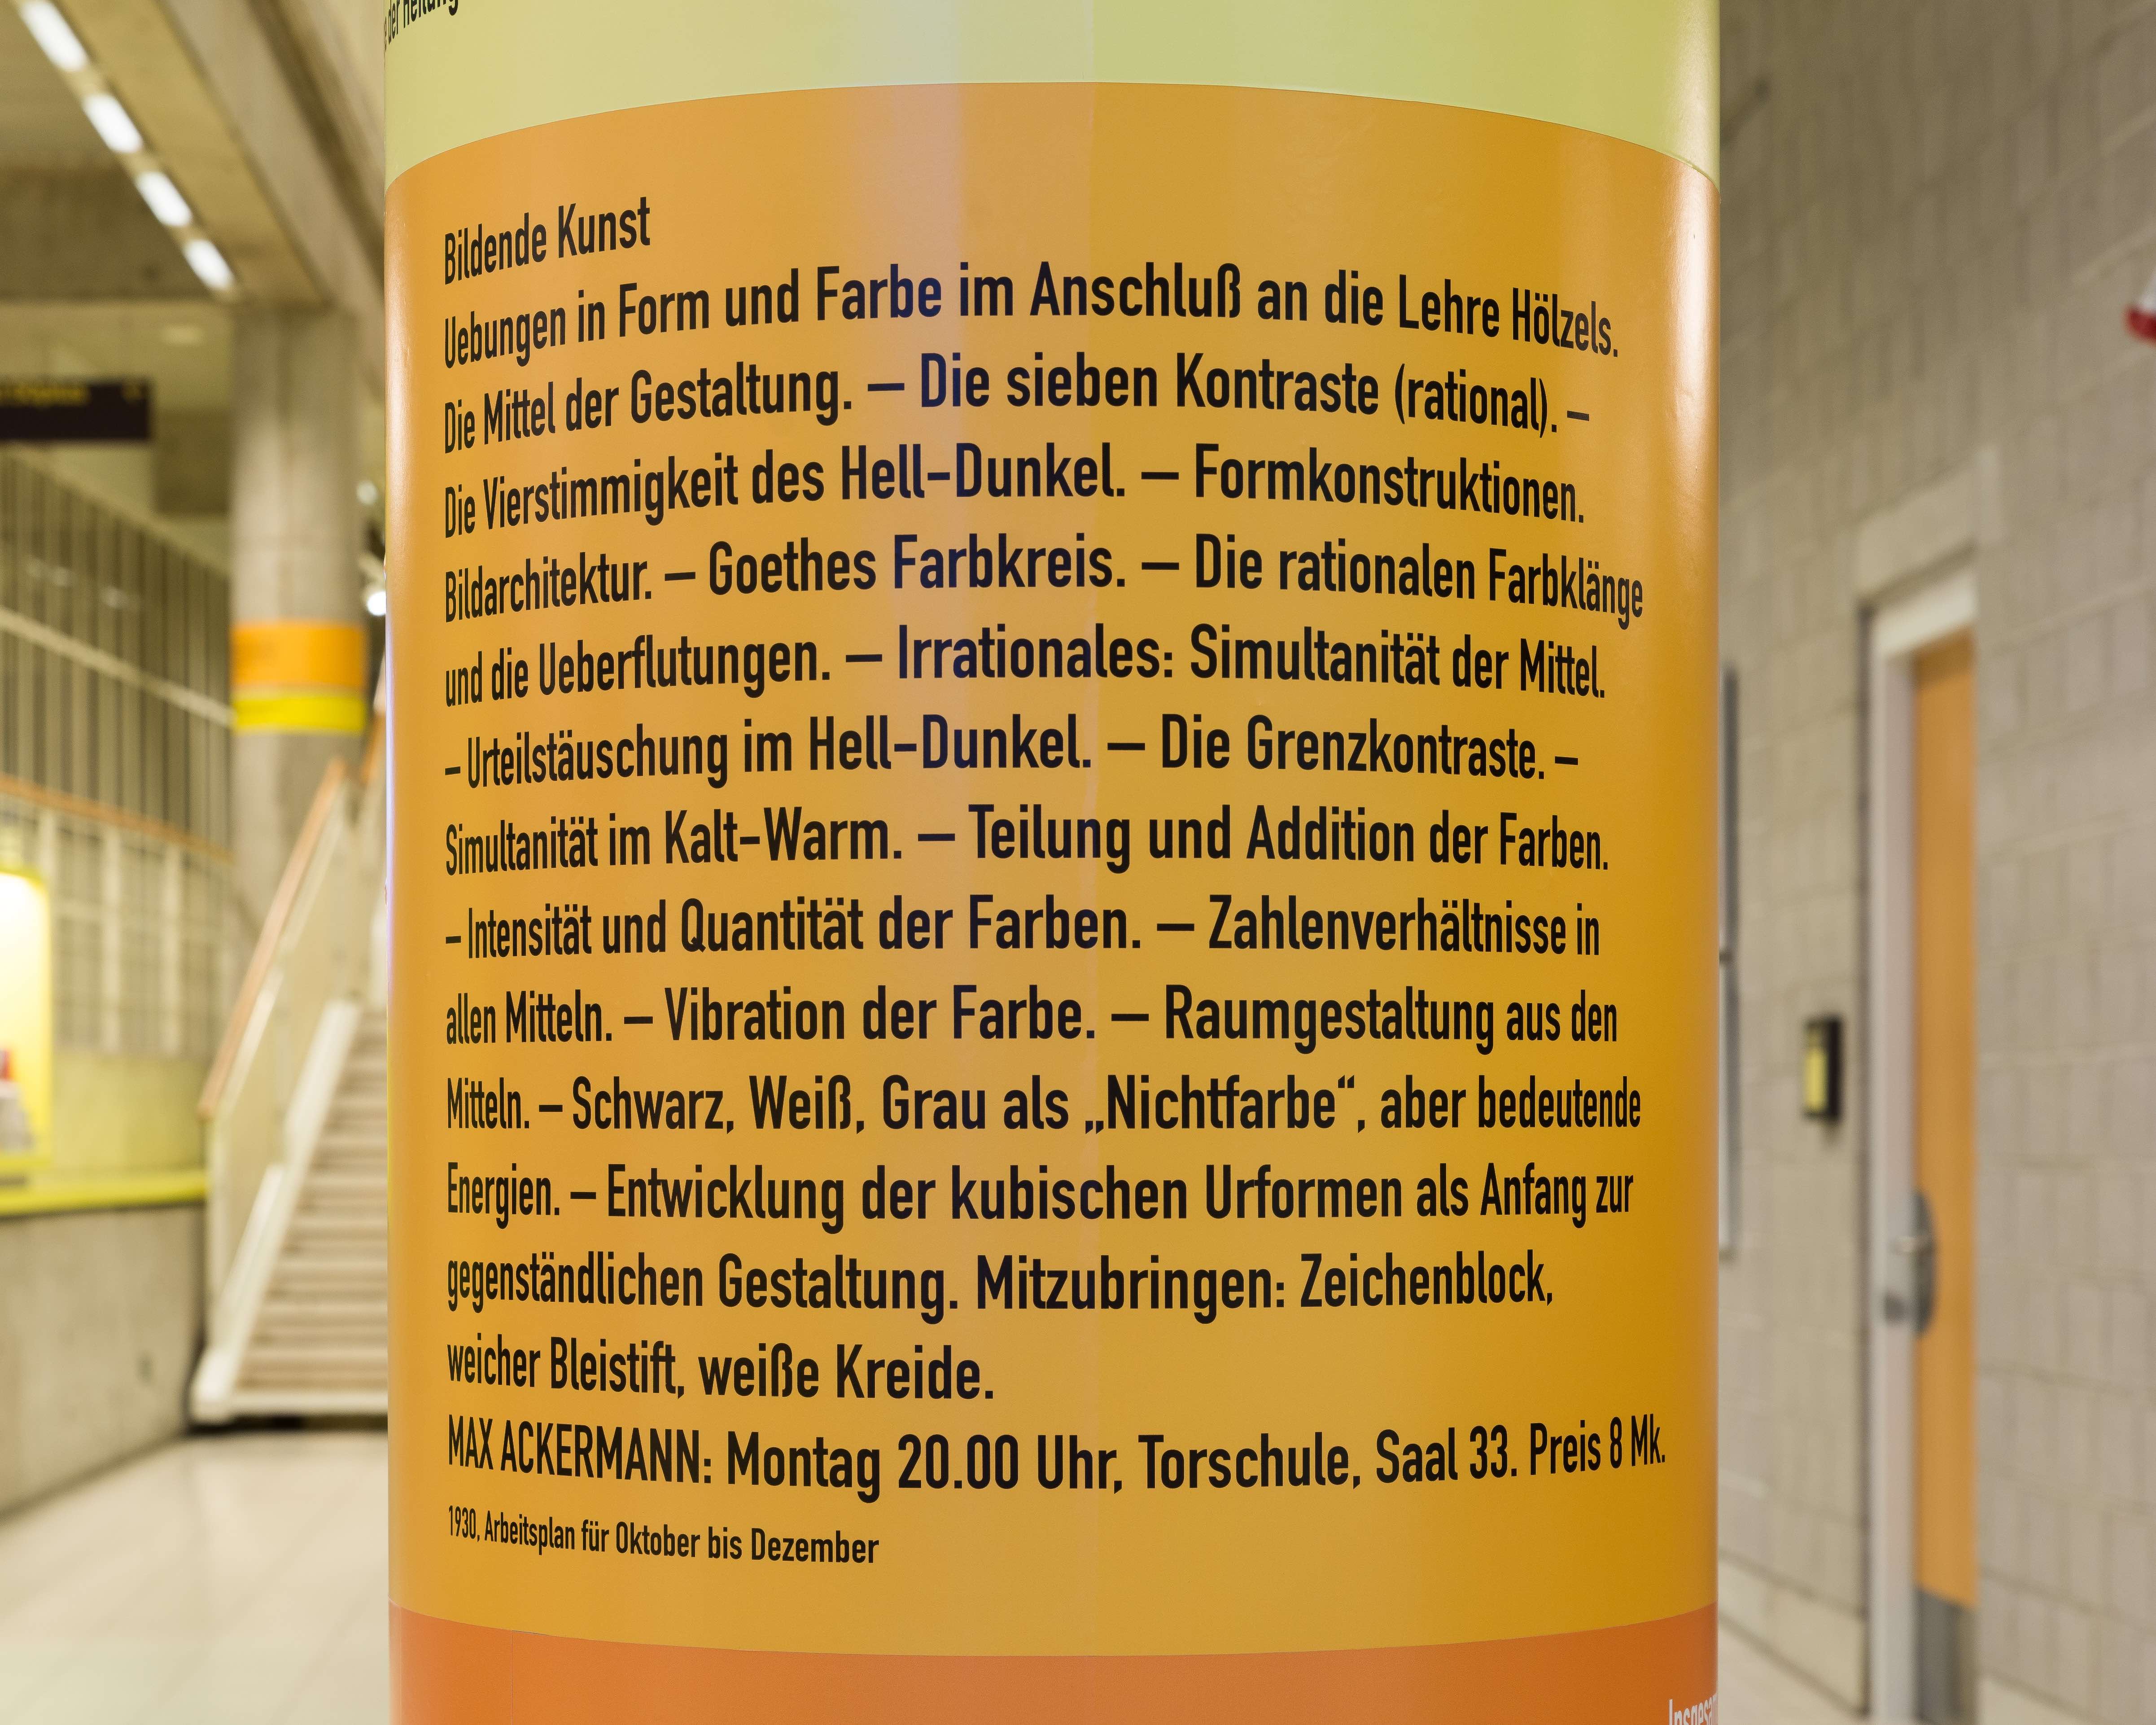 der Heilung
Bildende Kunst
Uebungen in Form und Farbe im Anschluß an die Lehre Hölzels.
Die Mittel der Gestaltung. — Die sieben Kontraste (rational). —
Die Vierstimmigkeit des Hell-Dunkel. — Formkonstruktionen.
Bildarchitektur. — Goethes Farbkreis. — Die rationalen Farbklänge
und die Ueberflutungen. — Irrationales: Simultanität der Mittel.
— Urteilstäuschung im Hell-Dunkel. — Die Grenzkontraste. —
Simultanität im Kalt-Warm. — Teilung und Addition der Farben.
— Intensität und Quantität der Farben. — Zahlenverhältnisse in
allen Mitteln. — Vibration der Farbe. — Raumgestaltung aus den
Mitteln. — Schwarz, Weiß, Grau als „Nichtfarbe“, aber bedeutende
Energien. — Entwicklung der kubischen Urformen als Anfang zur
gegenständlichen Gestaltung. Mitzubringen: Zeichenblock,
weicher Bleistift, weiße Kreide.
MAX ACKERMANN: Montag 20.00 Uhr, Torschule, Saal 33. Preis 8 Mk.
1930, Arbeitsplan für Oktober bis Dezember